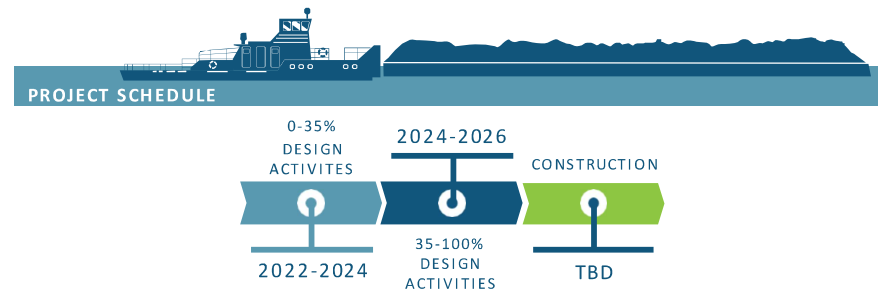 PROJECT SCHEDULE
0-35%
DESIGN
ACTIVITES
2022-2024
2024-2026
35-100%
DESIGN
ACTIVITIES
CONSTRUCTION
TBD